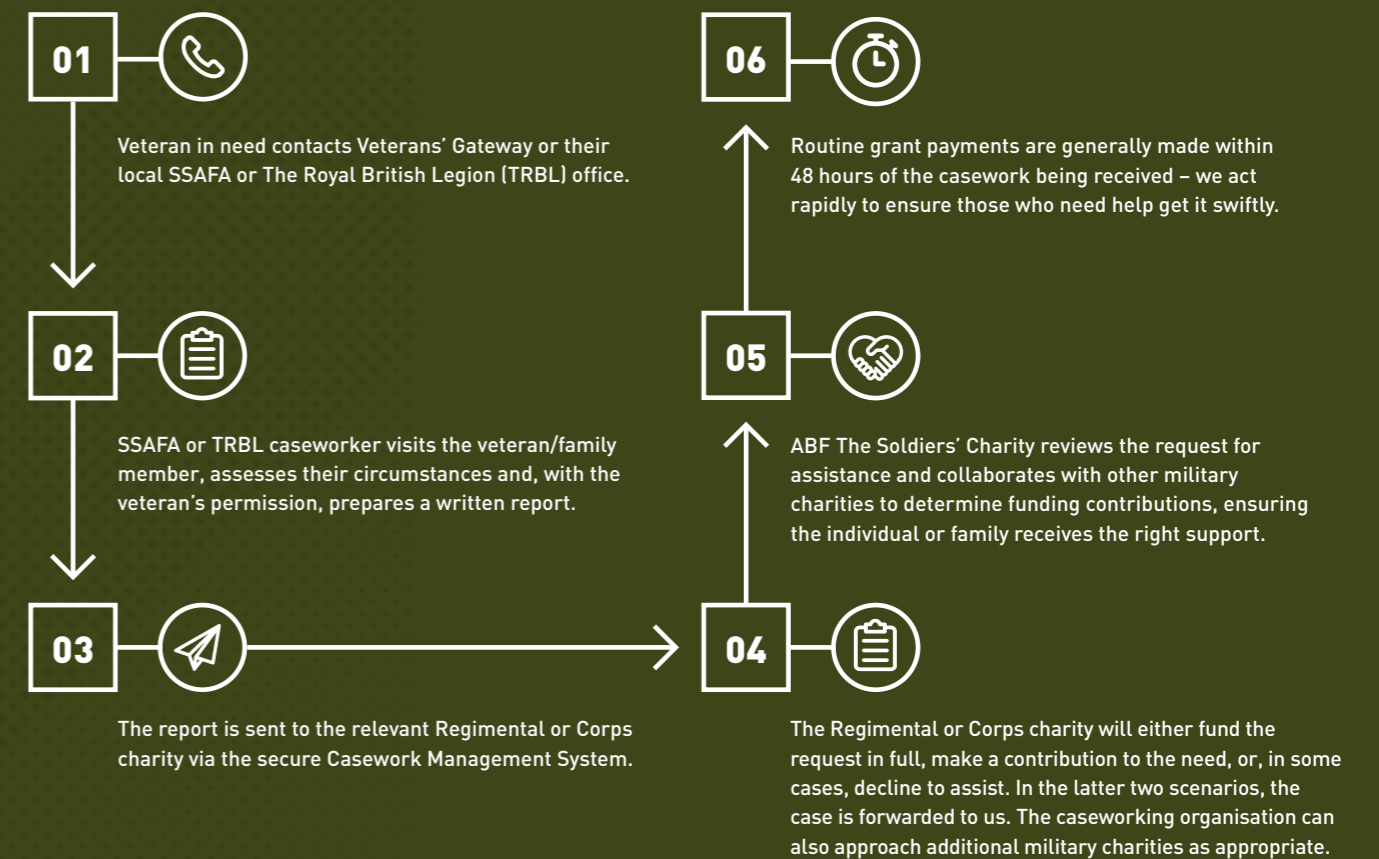 01
Veteran in need contacts Veterans’ Gateway or their
local SSAFA or The Royal British Legion (TRBL) office.
02
SSAFA or TRBL caseworker visits the veteran/family
member, assesses their circumstances and, with the
veteran’s permission, prepares a written report.
03
The report is sent to the relevant Regimental or Corps
charity via the secure Casework Management System.
04
The Regimental or Corps charity will either fund the
request in full, make a contribution to the need, or, in some
cases, decline to assist. In the latter two scenarios, the
case is forwarded to us. The caseworking organisation can
also approach additional military charities as appropriate.
05
ABF The Soldiers’ Charity reviews the request for
assistance and collaborates with other military
charities to determine funding contributions, ensuring
the individual or family receives the right support.
06
Routine grant payments are generally made within
48 hours of the casework being received – we act
rapidly to ensure those who need help get it swiftly.